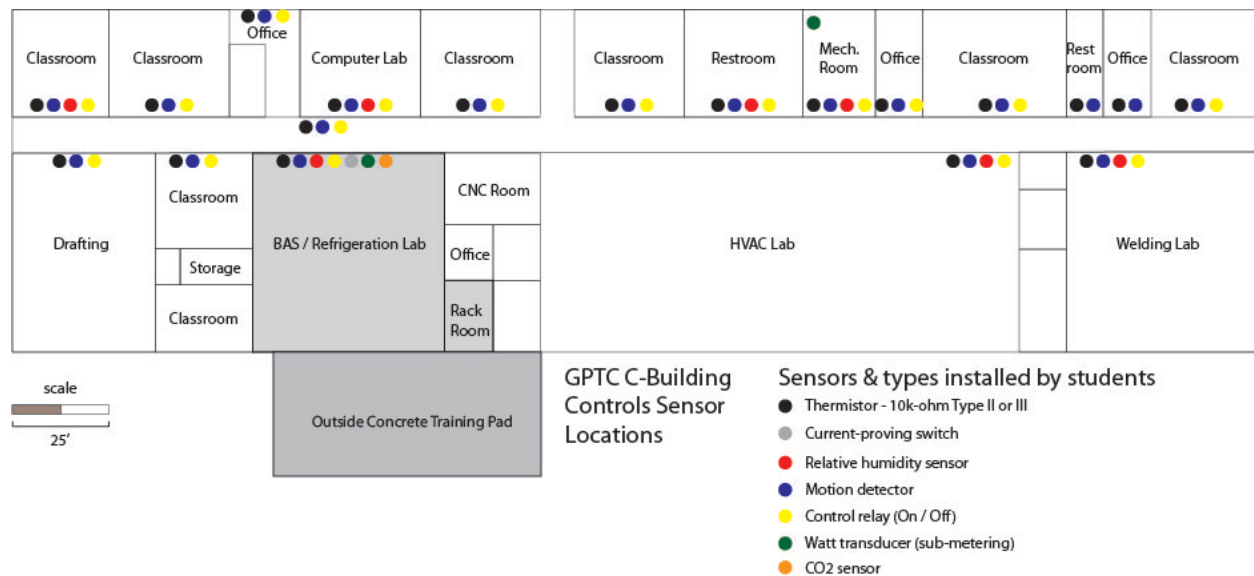 Office
Classroom
Classroom
Computer Lab
Classroom
Classroom
Restroom
Mech.
Room
Office
Classroom
Rest
room
Office
Classroom
Drafting
Classroom
Storage
Classroom
BAS / Refrigeration Lab
CNC Room
Office
Rack
Room
HVAC Lab
Welding Lab
scale
25'
Outside Concrete Training Pad
GPTC C-Building
Controls Sensor
Locations
Sensors & types installed by students
Thermistor - 10k-ohm Type II or III
Current-proving switch
Relative humidity sensor
Motion detector
Control relay (On / Off)
Watt transducer (sub-metering)
CO2 sensor